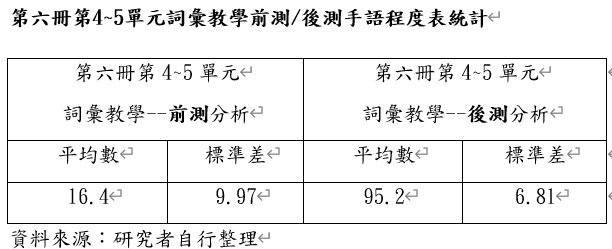 第六冊第4~5單元詞彙教學前測/後測手語程度表統計
第六冊第 4~5 單元 第六冊第 4~5 單元
詞彙教學--前測分析 詞彙教學--後測分析
平均數 標準差 平均數 標準差
16.4 9.97 95.2 6.81
資料來源：研究者自行整理